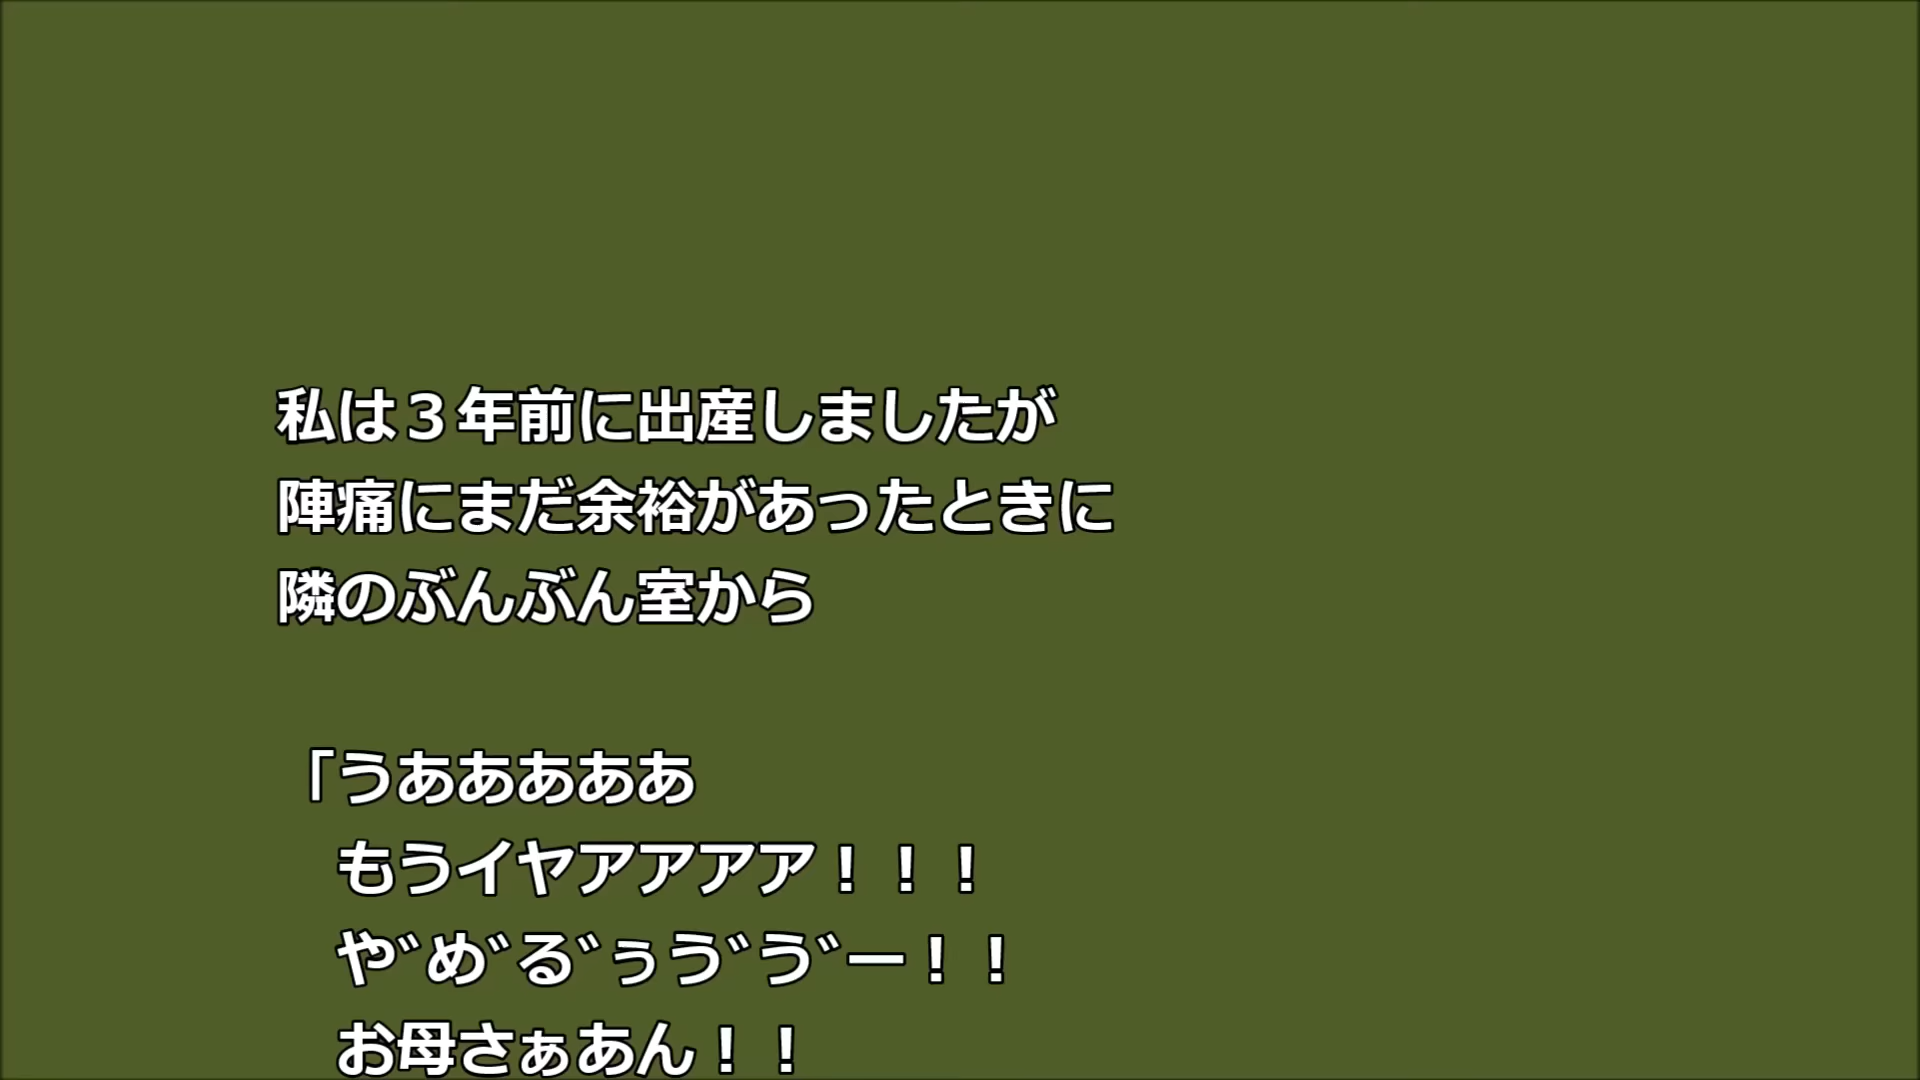 私は３年前に出産しましたが
陣痛にまだ余裕があったときに
隣のぶんぶん室から
「うああああああ
もうイヤアアアア！！！
や゛め゛る゛ぅう゛う゛ー！！
お母さぁあん！！